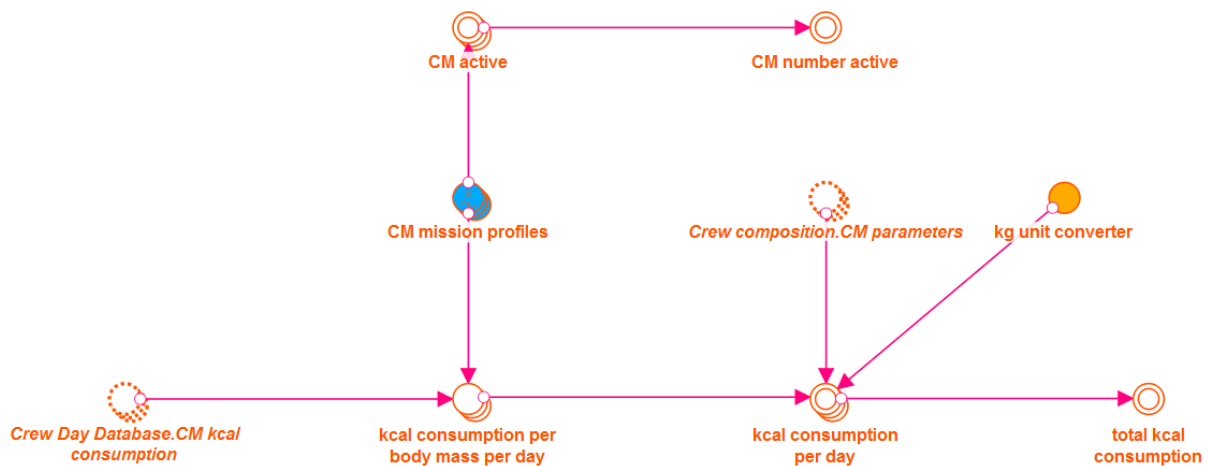 CM active
CM number active
CM mission profiles
Crew composition.CM parameters
kg unit converter
Crew Day Database.CM kcal
consumption
kcal consumption per
body mass per day
kcal consumption
per day
total kcal
consumption